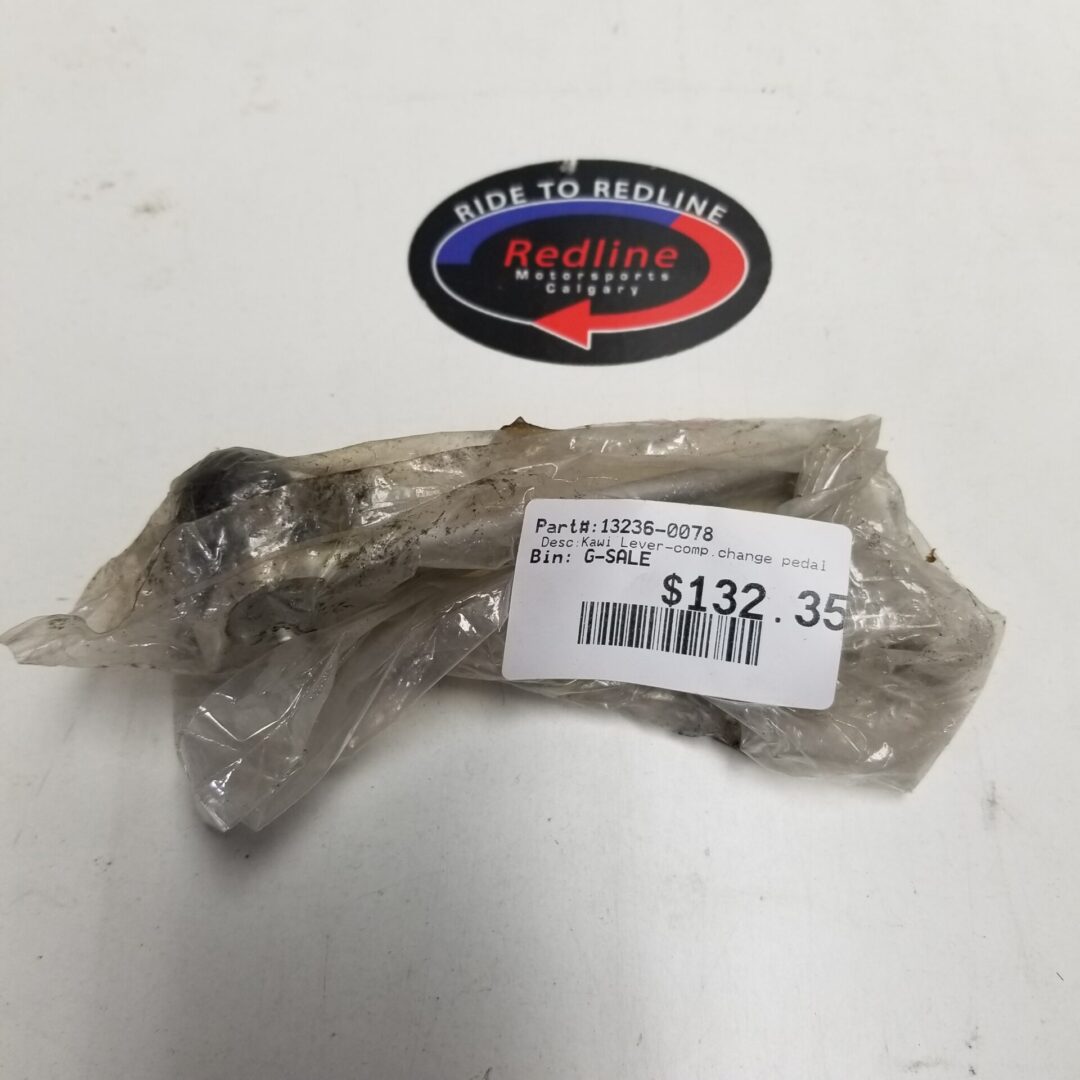 RIDE TO REDLINE
Redline
Motorsports
Calgary
Part#:13236-0078
Desc:Kawi Lever-comp.change pedal
Bin: G-SALE
$132.35